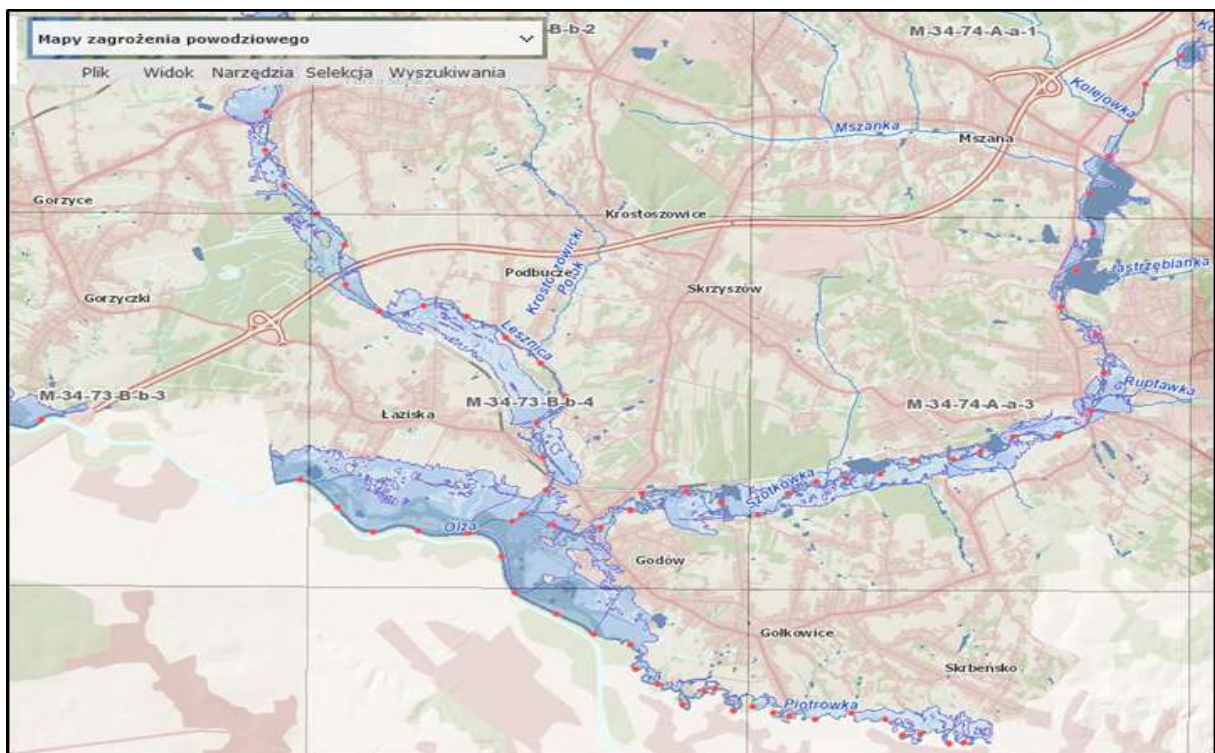 Mapy zagrożenia powodziowego
B-b-2
M-34-74-A-a-1
Plik Widok Narzędzia Selekcja Wyszukiwania
Kolejówka
Mszanka
Mszana
Gorzyce
Krostoszowice
Krostoszowicki
Potok
Podbucze
Jastrzębianka
Gorzyczki
Skrzyszów
Lesznica
Ruptawka
M-34-73-B-b-3
M-34-73-B-b-4
M-34-74-A-a-3
Łaziska
Szotkówka
Olza
Godów
Gołkowice
Skrbeńsko
Piotrówka